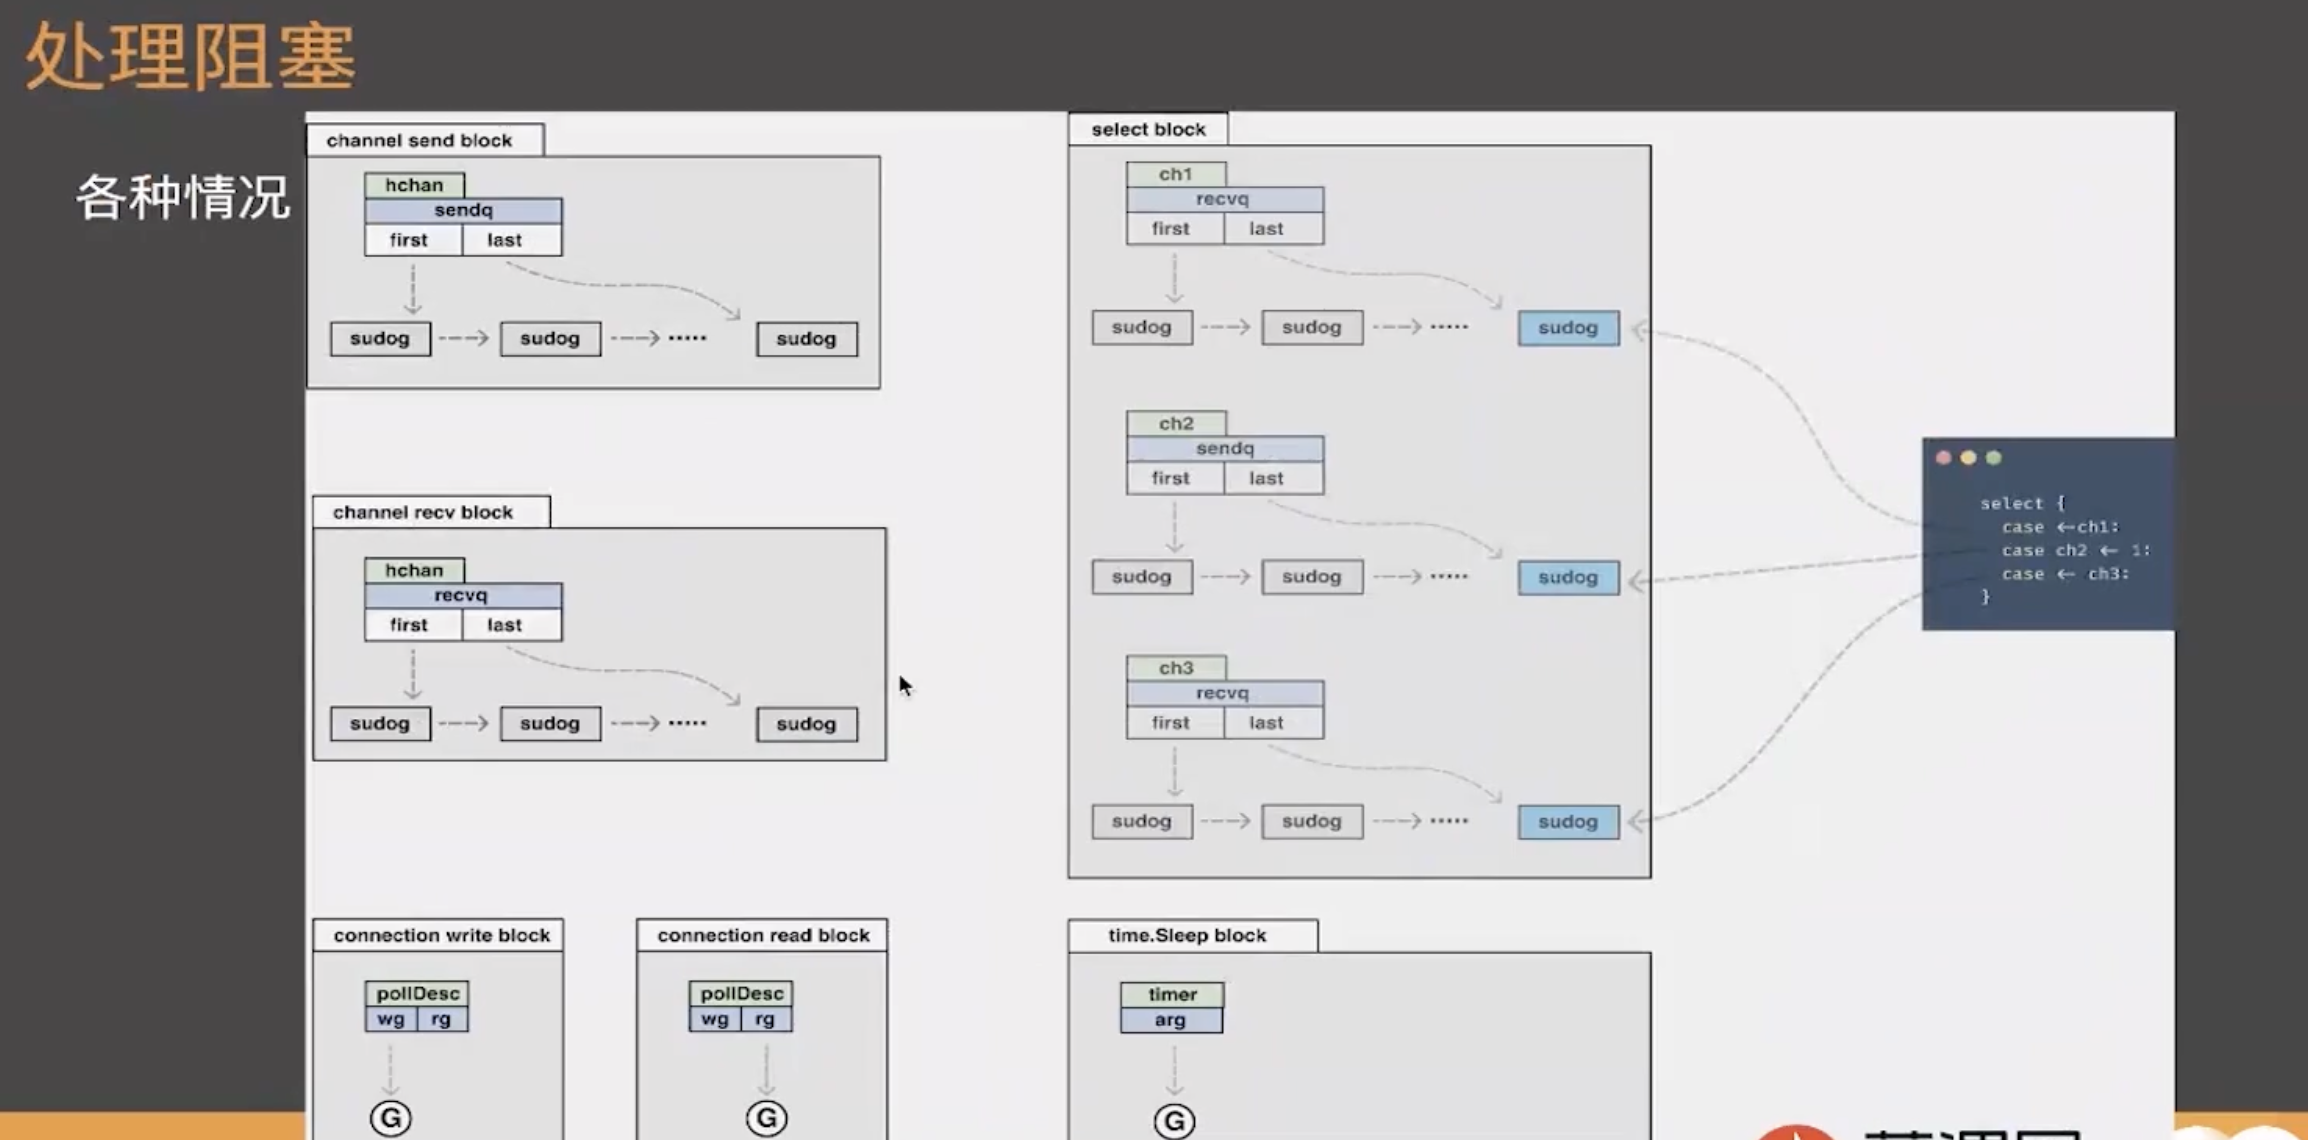 处理阻塞
各种情况
channel send block
hchan
sendq
first last
sudog sudog ····· sudog
channel recv block
hchan
recvq
first last
sudog sudog ····· sudog
select block
ch1
recvq
first last
sudog sudog ····· sudog
ch2
sendq
first last
sudog sudog ····· sudog
ch3
recvq
first last
sudog sudog ····· sudog
select {
case <-ch1:
case ch2 <- 1:
case <- ch3:
}
connection write block
pollDesc
wg rg
G
connection read block
pollDesc
wg rg
G
time.Sleep block
timer
arg
G